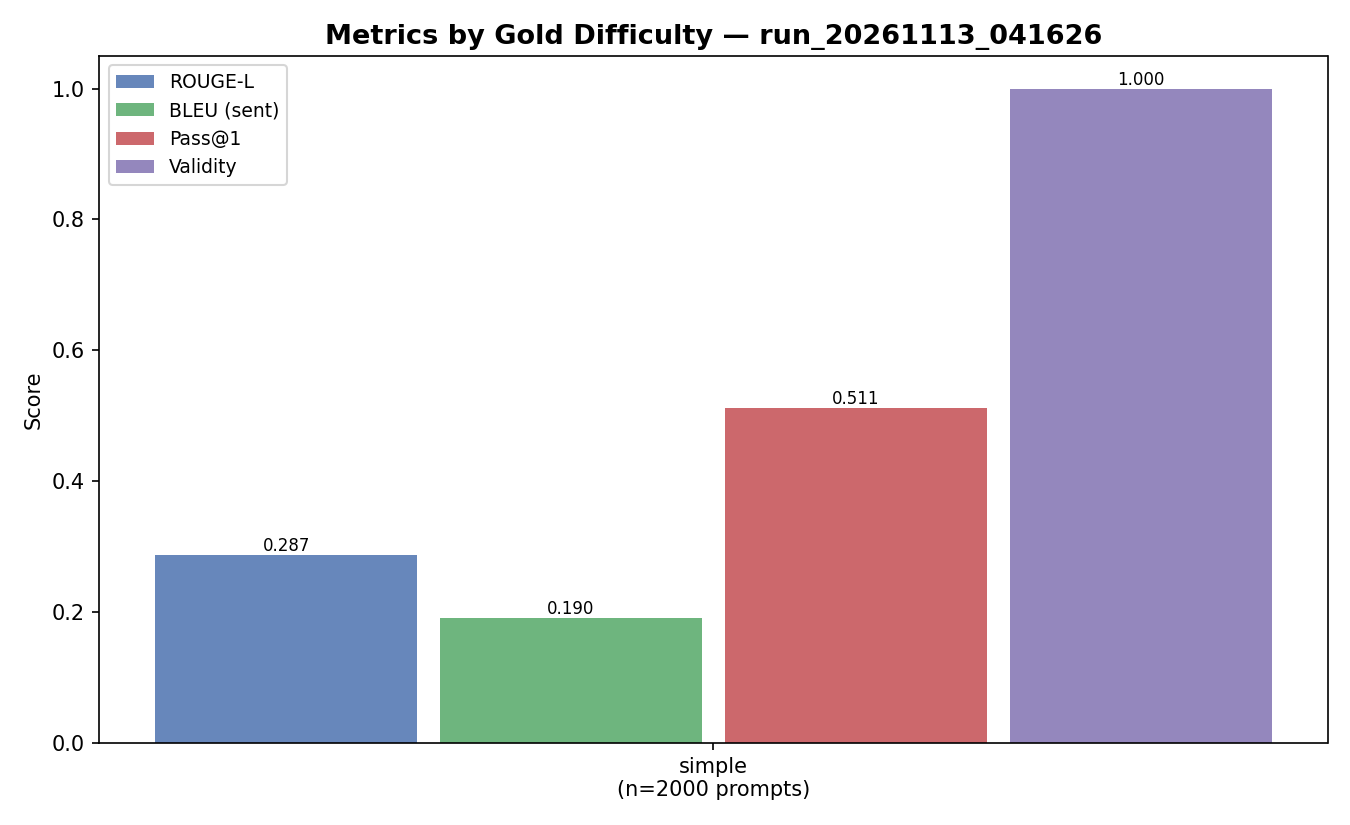 Metrics by Gold Difficulty — run_20261113_041626
ROUGE-L
BLEU (sent)
Pass@1
Validity
Score
1.0
0.8
0.6
0.4
0.2
0.0
0.287
0.190
0.511
1.000
simple
(n=2000 prompts)